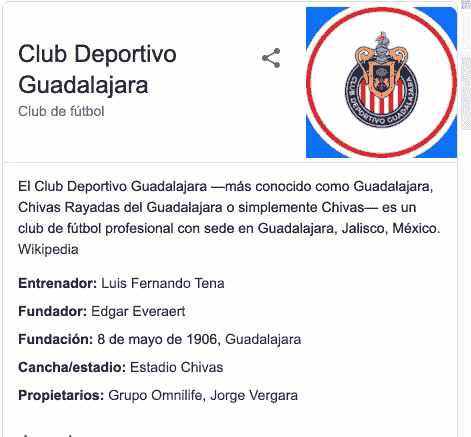 Club Deportivo
Guadalajara
Club de fútbol
CLUB DEPORTIVO GUADALAJARA
El Club Deportivo Guadalajara —más conocido como Guadalajara,
Chivas Rayadas del Guadalajara o simplemente Chivas— es un
club de fútbol profesional con sede en Guadalajara, Jalisco, México.
Wikipedia
Entrenador: Luis Fernando Tena
Fundador: Edgar Everaert
Fundación: 8 de mayo de 1906, Guadalajara
Cancha/estadio: Estadio Chivas
Propietarios: Grupo Omnilife, Jorge Vergara